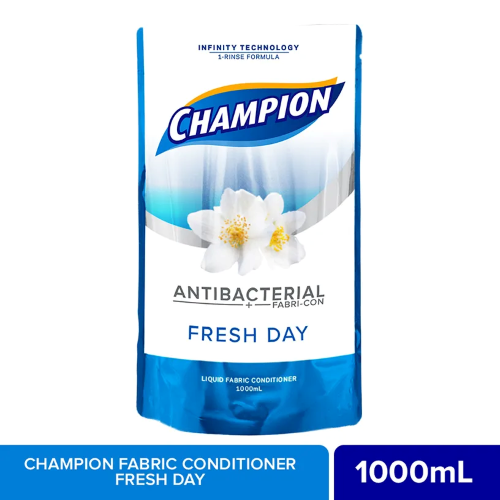 INFINITY TECHNOLOGY
1-RINSE FORMULA
CHAMPION
ANTIBACTERIAL
+ FABRI-CON
FRESH DAY
LIQUID FABRIC CONDITIONER
1000mL
CHAMPION FABRIC CONDITIONER
FRESH DAY
1000mL